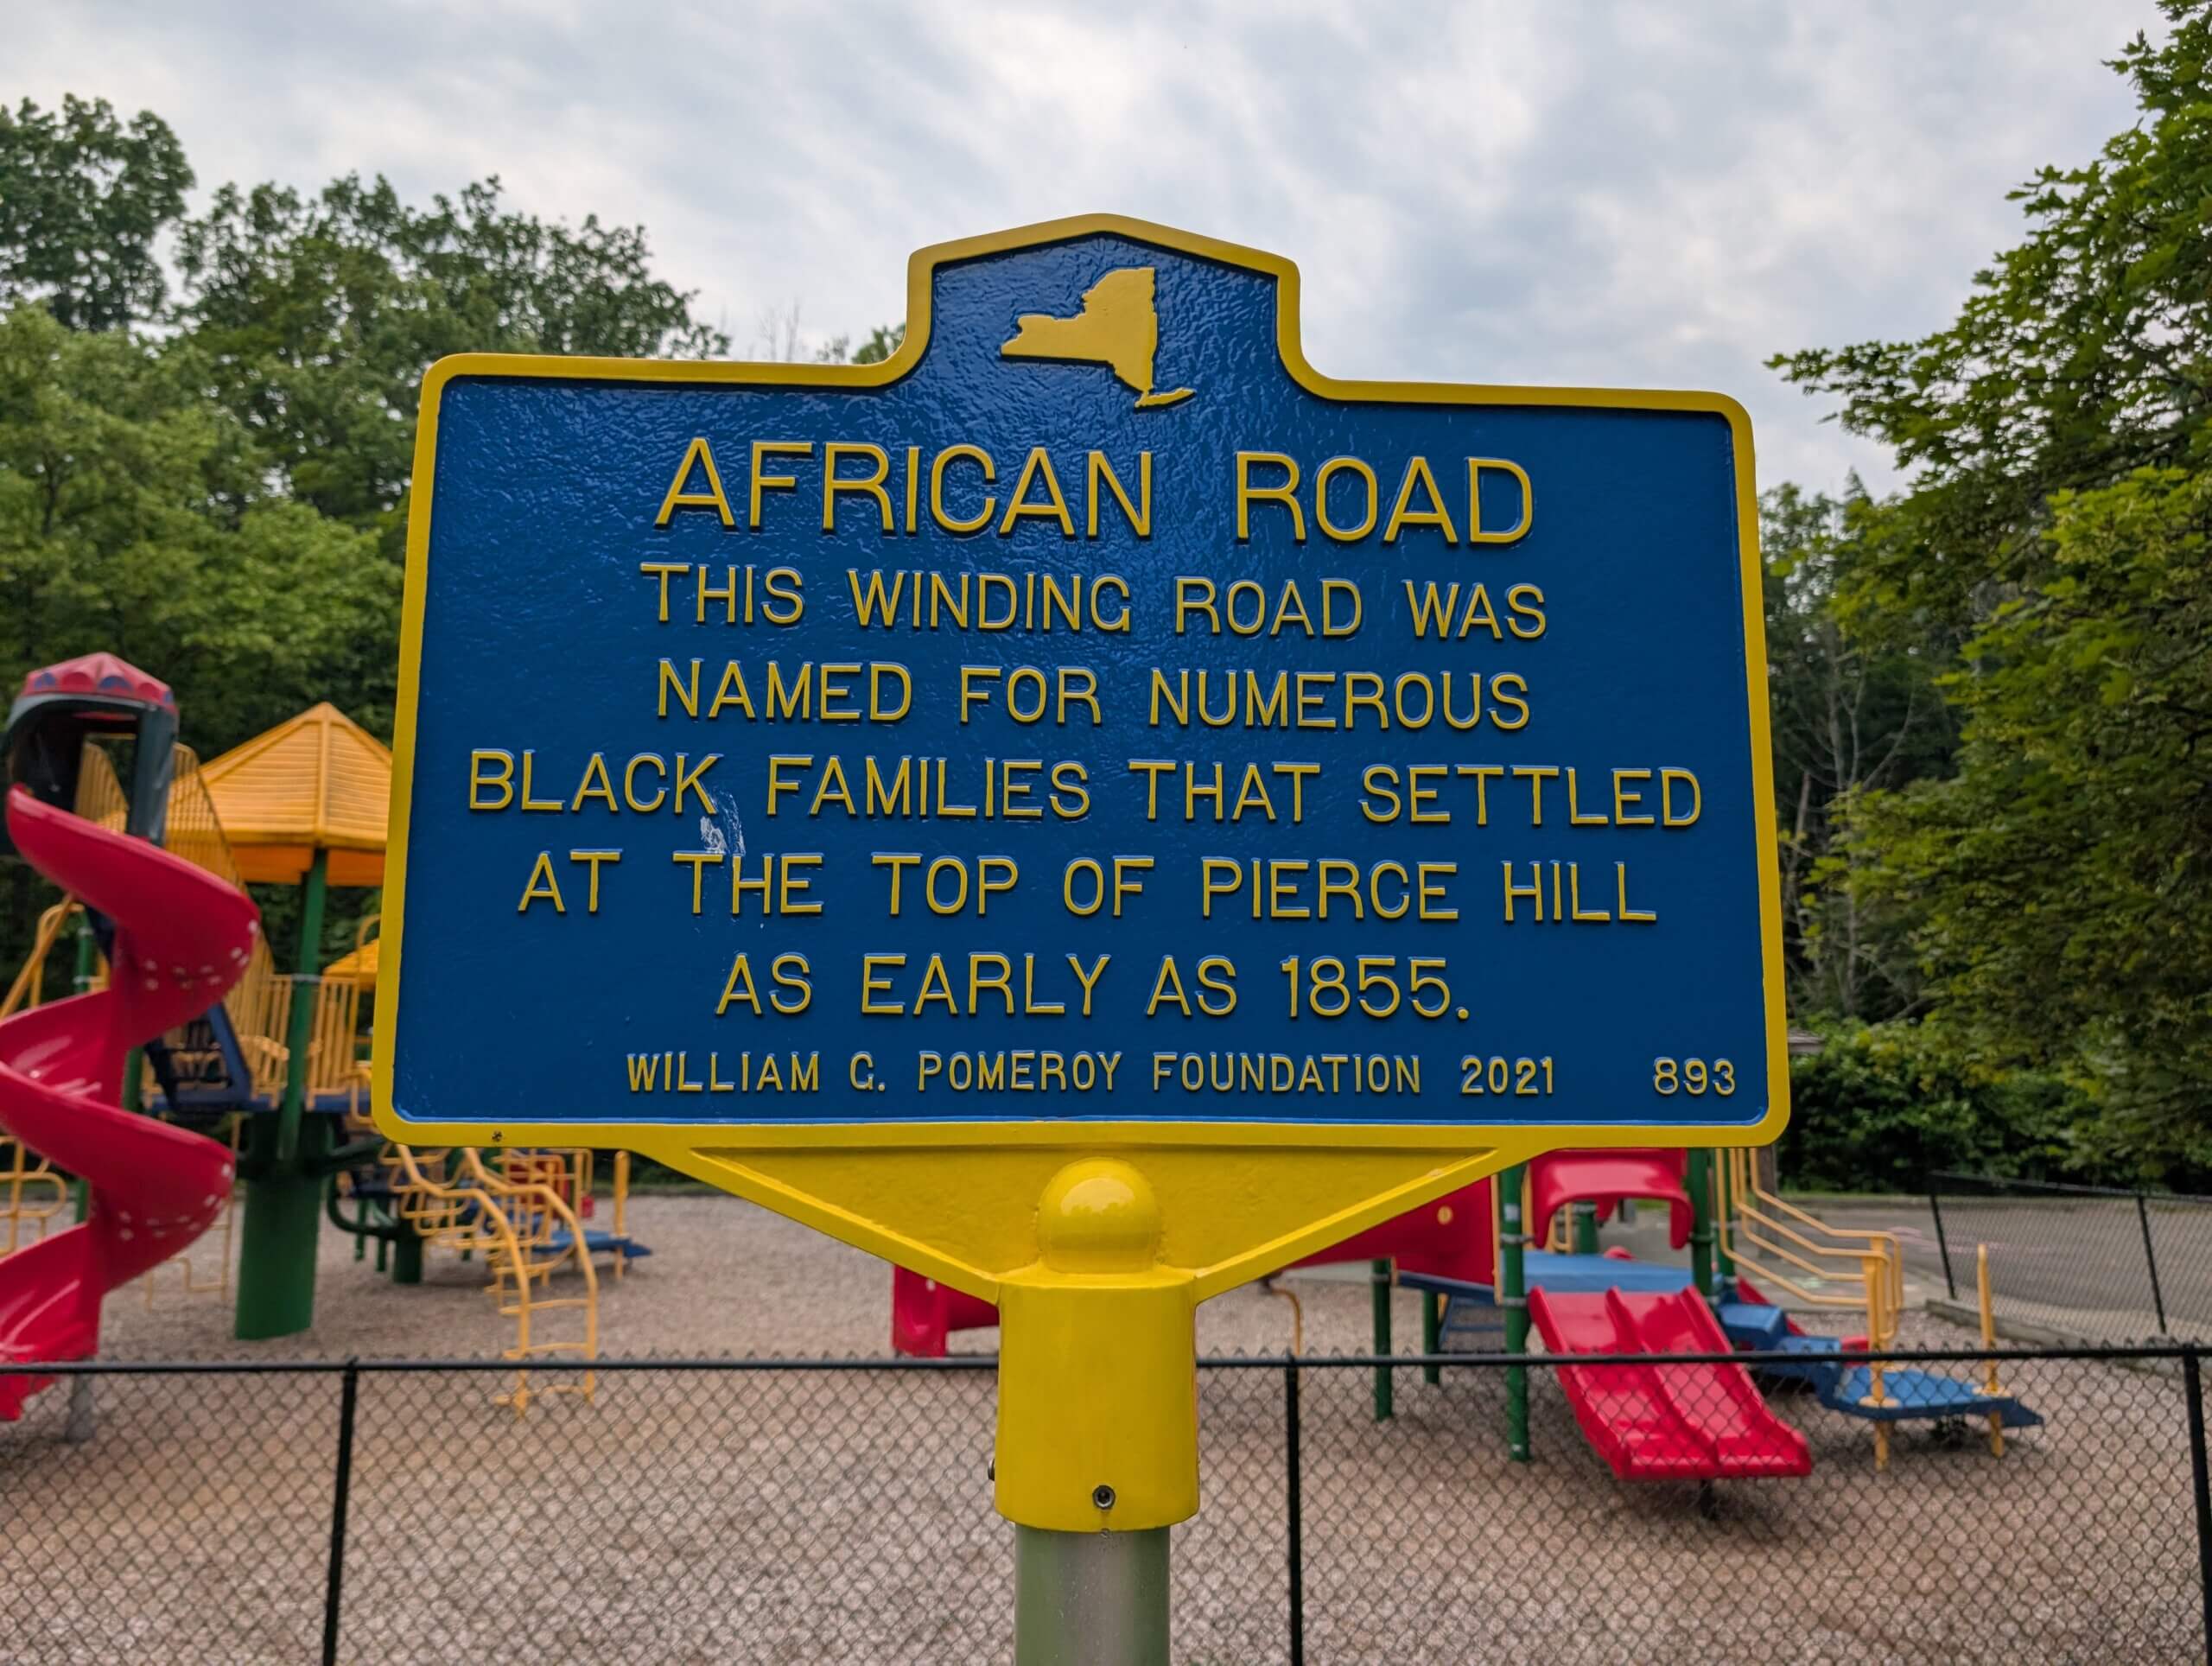 AFRICAN ROAD
THIS WINDING ROAD WAS
NAMED FOR NUMEROUS
BLACK FAMILIES THAT SETTLED
AT THE TOP OF PIERCE HILL
AS EARLY AS 1855.
WILLIAM G. POMEROY FOUNDATION 2021 893